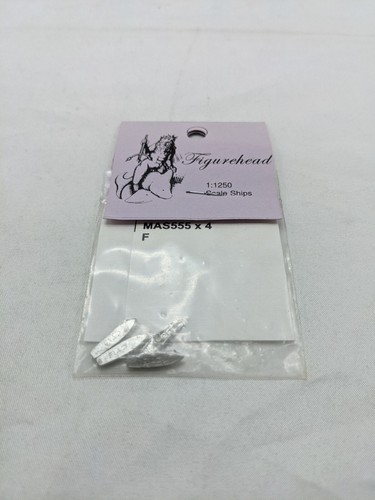 Figurehead
1:1250
Scale Ships
MAS555 x 4
F